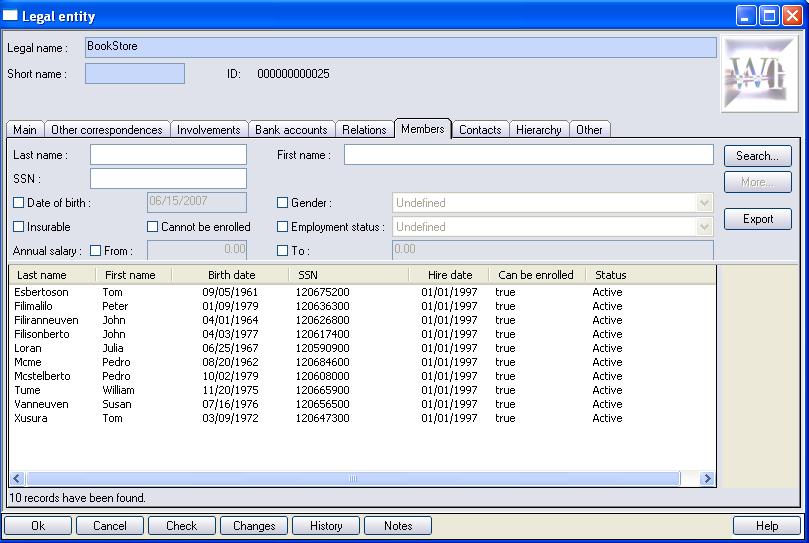 Legal entity
Legal name : BookStore
Short name : ID: 000000000025
WI
Main Other correspondences Involvements Bank accounts Relations Members Contacts Hierarchy Other
Last name : First name : Search...
SSN : More...
Date of birth : 06/15/2007 Gender : Undefined
Insurable Cannot be enrolled Employment status : Undefined Export
Annual salary : From : 0.00 To : 0.00
Last name First name Birth date SSN Hire date Can be enrolled Status
Esbertoson Tom 09/05/1961 120675200 01/01/1997 true Active
Filimalilo Peter 01/09/1979 120636300 01/01/1997 true Active
Filiranneuven John 04/01/1964 120626800 01/01/1997 true Active
Filisonberto John 04/03/1977 120617400 01/01/1997 true Active
Loran Julia 06/25/1967 120590900 01/01/1997 true Active
Mcme Pedro 08/20/1962 120684600 01/01/1997 true Active
Mcstelberto Pedro 10/02/1979 120608000 01/01/1997 true Active
Tume William 11/20/1975 120665900 01/01/1997 true Active
Vanneuven Susan 07/16/1976 120656500 01/01/1997 true Active
Xusura Tom 03/09/1972 120647300 01/01/1997 true Active
10 records have been found.
Ok Cancel Check Changes History Notes Help